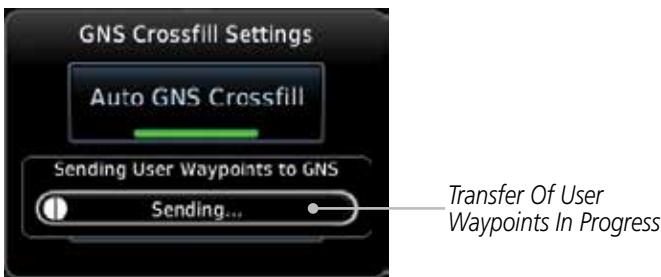 GNS Crossfill Settings
Auto GNS Crossfill
Sending User Waypoints to GNS
Sending...
Transfer Of User
Waypoints In Progress